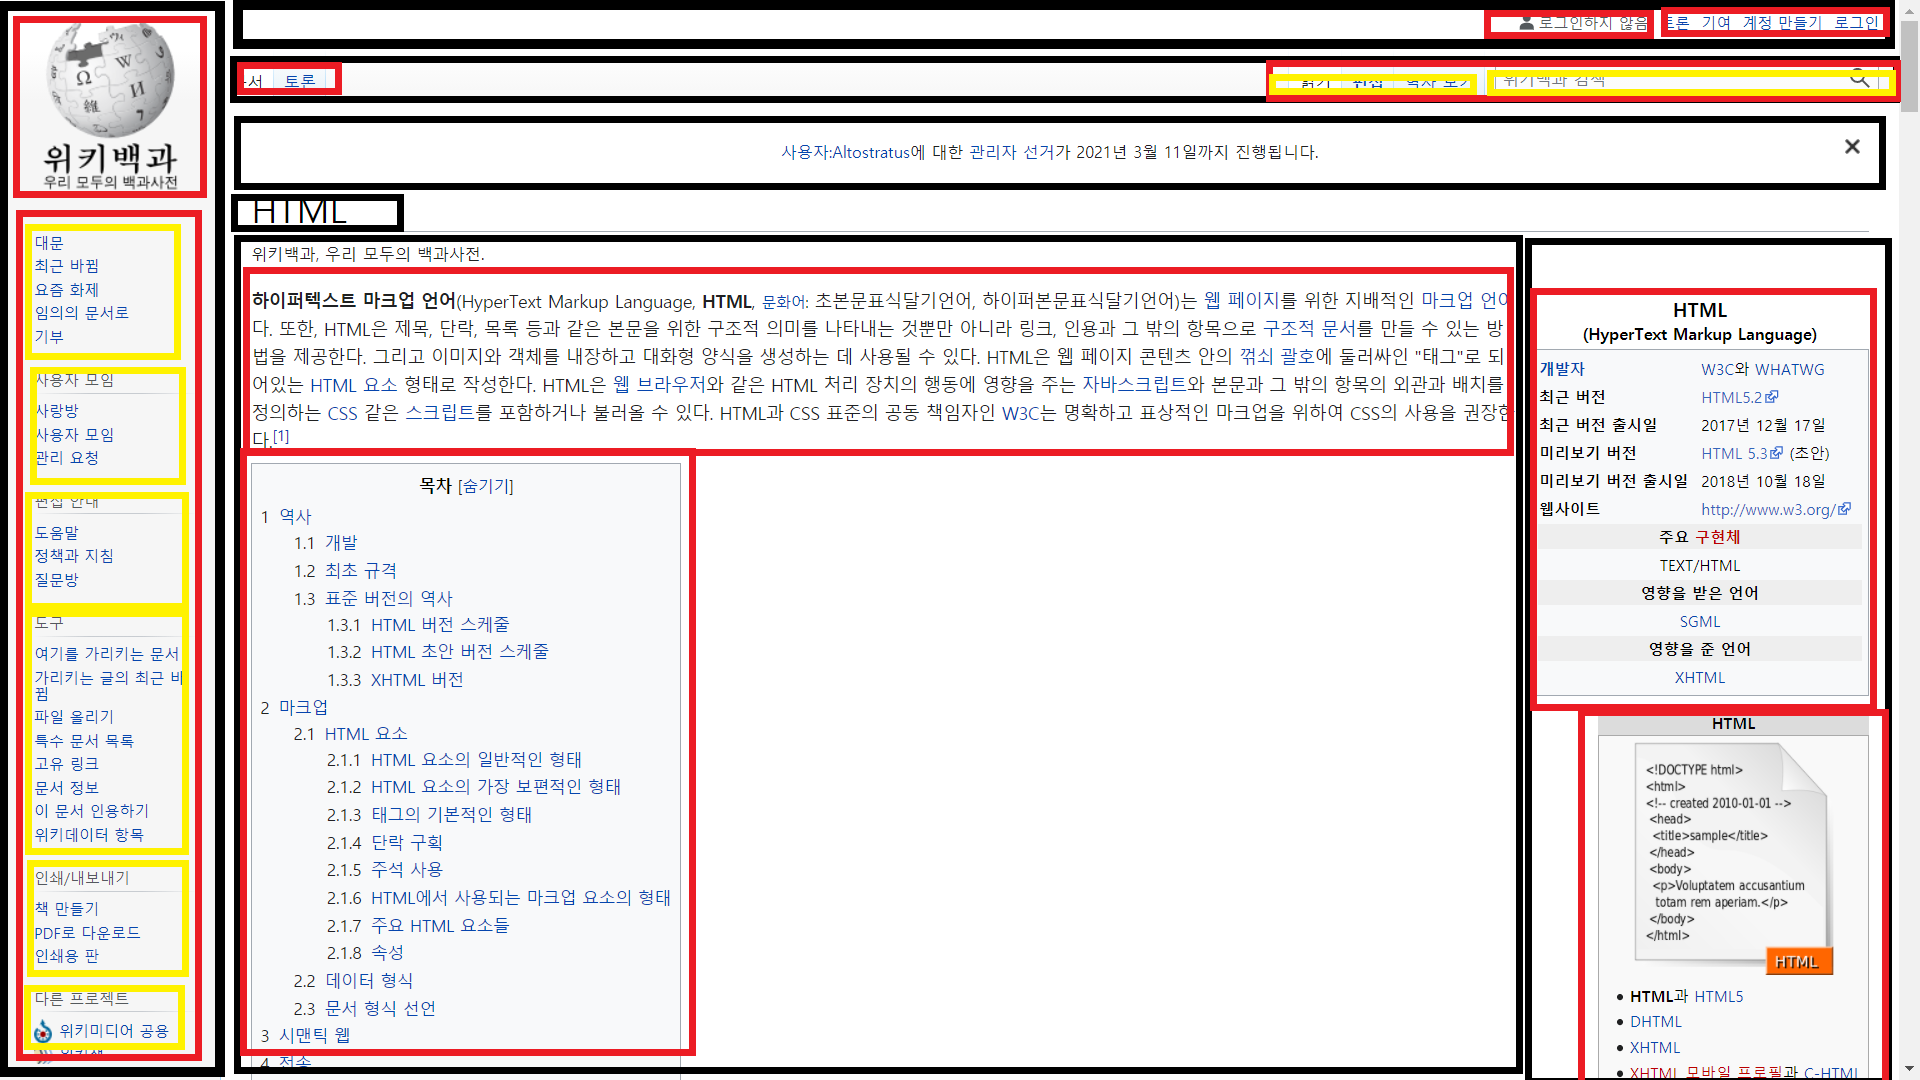 위키백과
우리 모두의 백과사전
대문
최근 바뀜
요즘 화제
임의의 문서로
기부
사용자 모임
사랑방
사용자 모임
관리 요청
편집 안내
도움말
정책과 지침
질문방
도구
여기를 가리키는 문서
가리키는 글의 최근 바
뀜
파일 올리기
특수 문서 목록
고유 링크
문서 정보
이 문서 인용하기
위키데이터 항목
인쇄/내보내기
책 만들기
PDF로 다운로드
인쇄용 판
다른 프로젝트
위키미디어 공용
로그인하지 않음 토론 기여 계정 만들기 로그인
토론 읽기 편집 역사 보기 위키백과 검색
사용자:Altostratus에 대한 관리자 선거가 2021년 3월 11일까지 진행됩니다.
HTML
위키백과, 우리 모두의 백과사전.
하이퍼텍스트 마크업 언어(HyperText Markup Language, HTML, 문화어: 초본문표식달기언어, 하이퍼본문표식달기언어)는 웹 페이지를 위한 지배적인 마크업 언어
다. 또한, HTML은 제목, 단락, 목록 등과 같은 본문을 위한 구조적 의미를 나타내는 것뿐만 아니라 링크, 인용과 그 밖의 항목으로 구조적 문서를 만들 수 있는 방
법을 제공한다. 그리고 이미지와 객체를 내장하고 대화형 양식을 생성하는 데 사용될 수 있다. HTML은 웹 페이지 콘텐츠 안의 꺾쇠 괄호에 둘러싸인 "태그"로 되
어있는 HTML 요소 형태로 작성한다. HTML은 웹 브라우저와 같은 HTML 처리 장치의 행동에 영향을 주는 자바스크립트와 본문과 그 밖의 항목의 외관과 배치를
정의하는 CSS 같은 스크립트를 포함하거나 불러올 수 있다. HTML과 CSS 표준의 공동 책임자인 W3C는 명확하고 표상적인 마크업을 위하여 CSS의 사용을 권장한
다.[1]
목차 [숨기기]
1 역사
1.1 개발
1.2 최초 규격
1.3 표준 버전의 역사
1.3.1 HTML 버전 스케줄
1.3.2 HTML 초안 버전 스케줄
1.3.3 XHTML 버전
2 마크업
2.1 HTML 요소
2.1.1 HTML 요소의 일반적인 형태
2.1.2 HTML 요소의 가장 보편적인 형태
2.1.3 태그의 기본적인 형태
2.1.4 단락 구획
2.1.5 주석 사용
2.1.6 HTML에서 사용되는 마크업 요소의 형태
2.1.7 주요 HTML 요소들
2.1.8 속성
2.2 데이터 형식
2.3 문서 형식 선언
3 시맨틱 웹
4 전송
HTML
(HyperText Markup Language)
개발자 W3C와 WHATWG
최근 버전 HTML5.2
최근 버전 출시일 2017년 12월 17일
미리보기 버전 HTML 5.3 (초안)
미리보기 버전 출시일 2018년 10월 18일
웹사이트 http://www.w3.org/
주요 구현체
TEXT/HTML
영향을 받은 언어
SGML
영향을 준 언어
XHTML
HTML
<!DOCTYPE html>
<html>
<!-- created 2010-01-01 -->
<head>
<title>sample</title>
</head>
<body>
<p>Voluptatem accusantium
totam rem aperiam.</p>
</body>
</html>
HTML
• HTML과 HTML5
• DHTML
• XHTML
• XHTML 모바일 프로필과 C-HTML